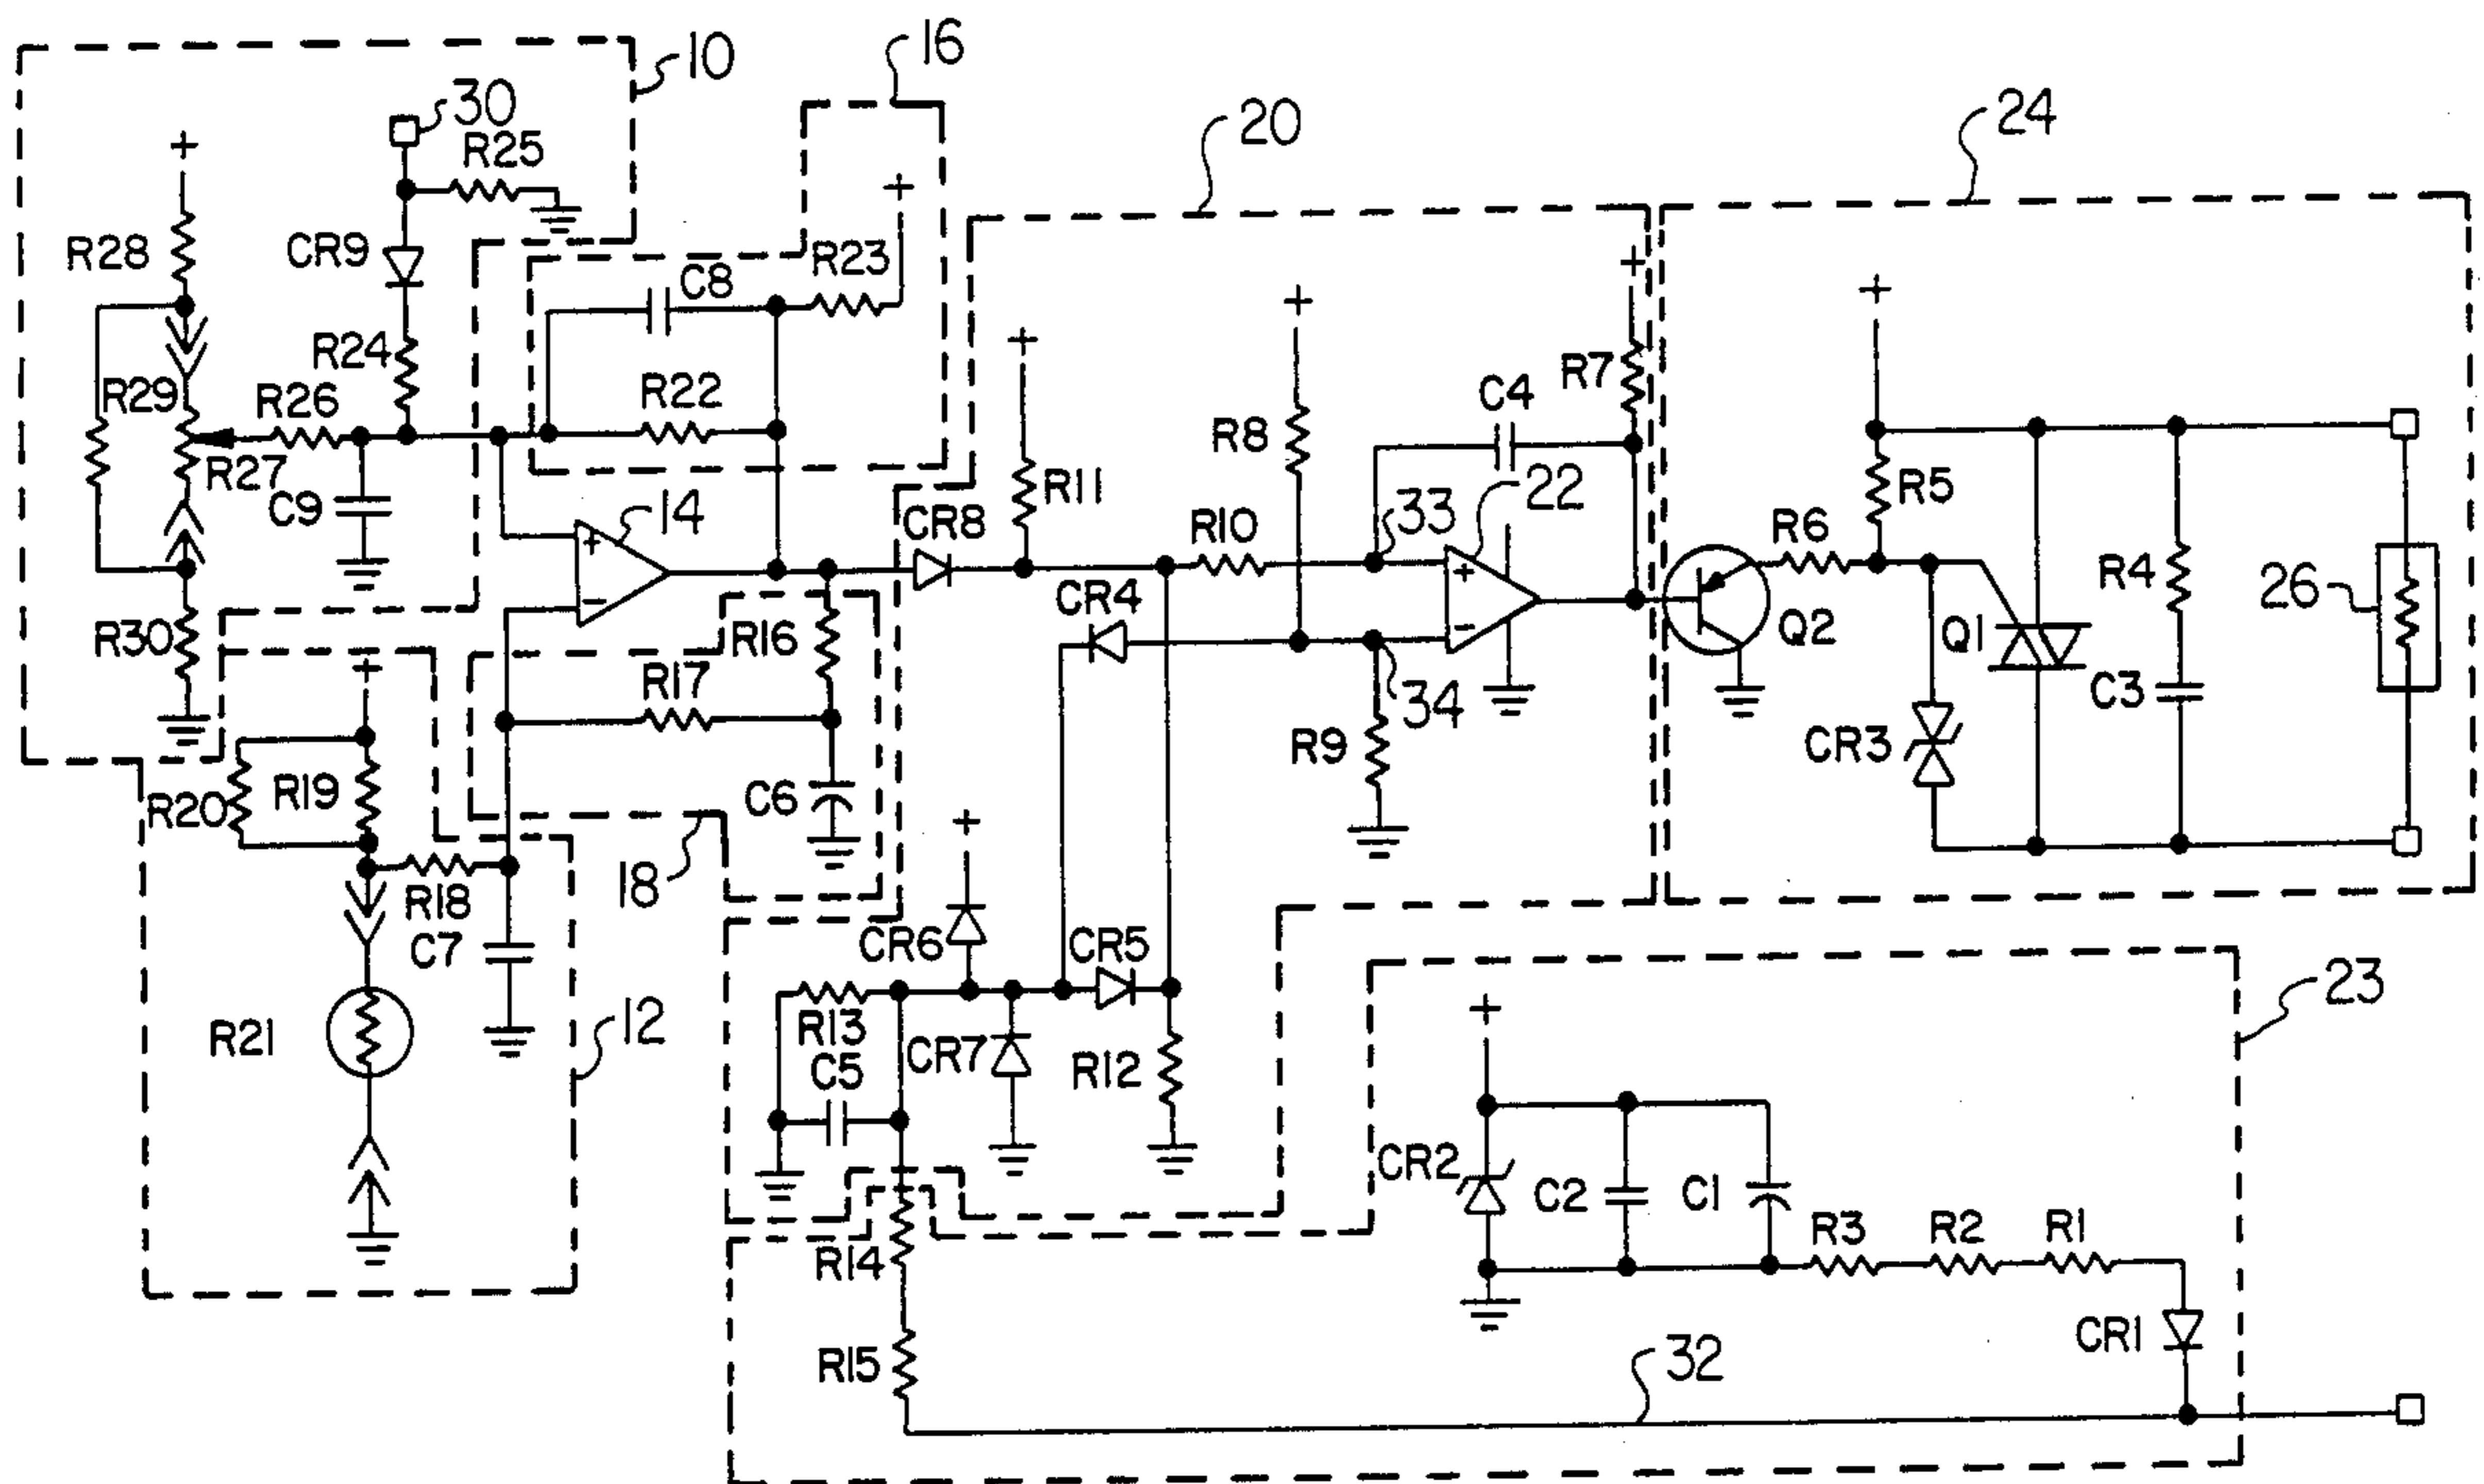 16
10
30
R25
20
24
+
+
R28
CR9
C8
R23
+
+
+
+
R24
R29
R26
R22
C4
R7
R8
R27
C9
14
CR8
R11
R10
33
22
R6
R5
+
−
+
−
CR4
R4
26
R30
R16
Q2
Q1
+
R17
34
C3
R20
R19
C6
R9
CR3
+
18
R18
C7
CR6
CR5
12
23
R21
R13
C5
CR7
R12
+
CR2
C2
C1
R3
R2
R1
R14
CR1
R15
32